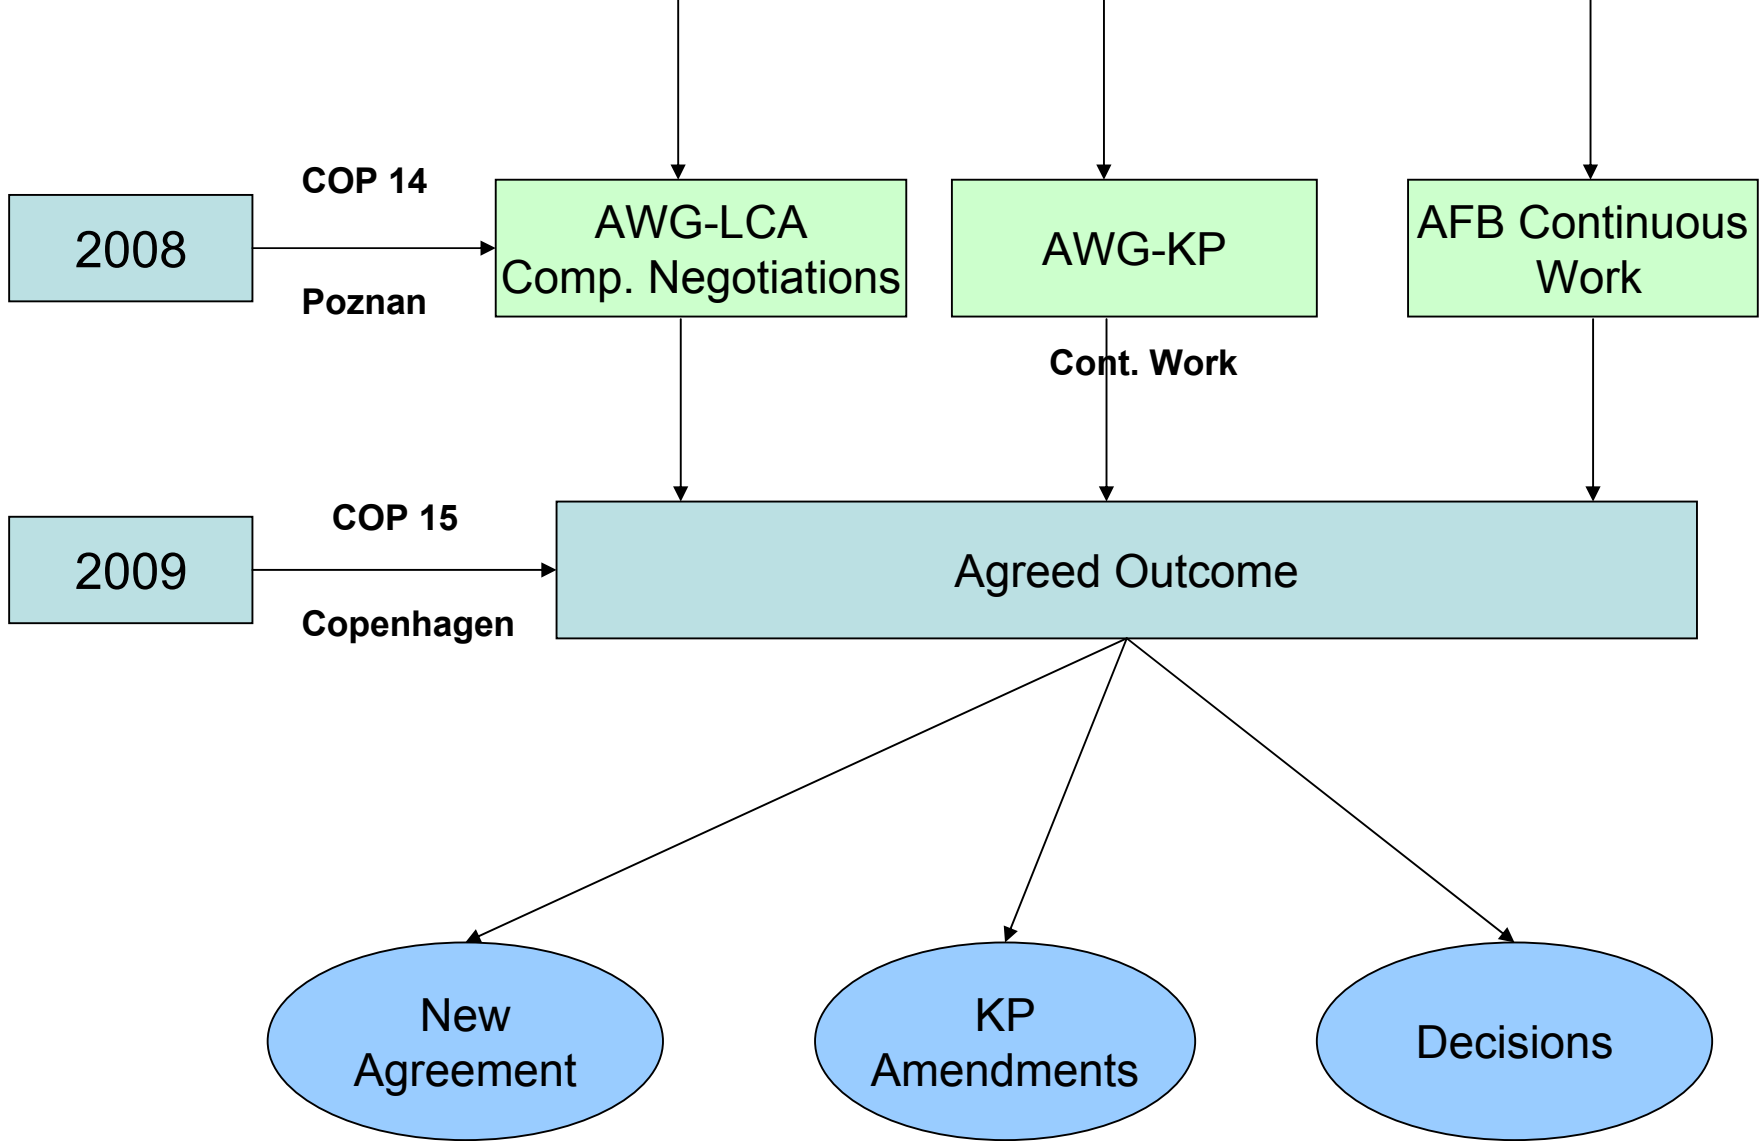 COP 14
2008
Poznan
AWG-LCA
Comp. Negotiations
AWG-KP
AFB Continuous
Work
Cont. Work
COP 15
2009
Copenhagen
Agreed Outcome
New
Agreement
KP
Amendments
Decisions